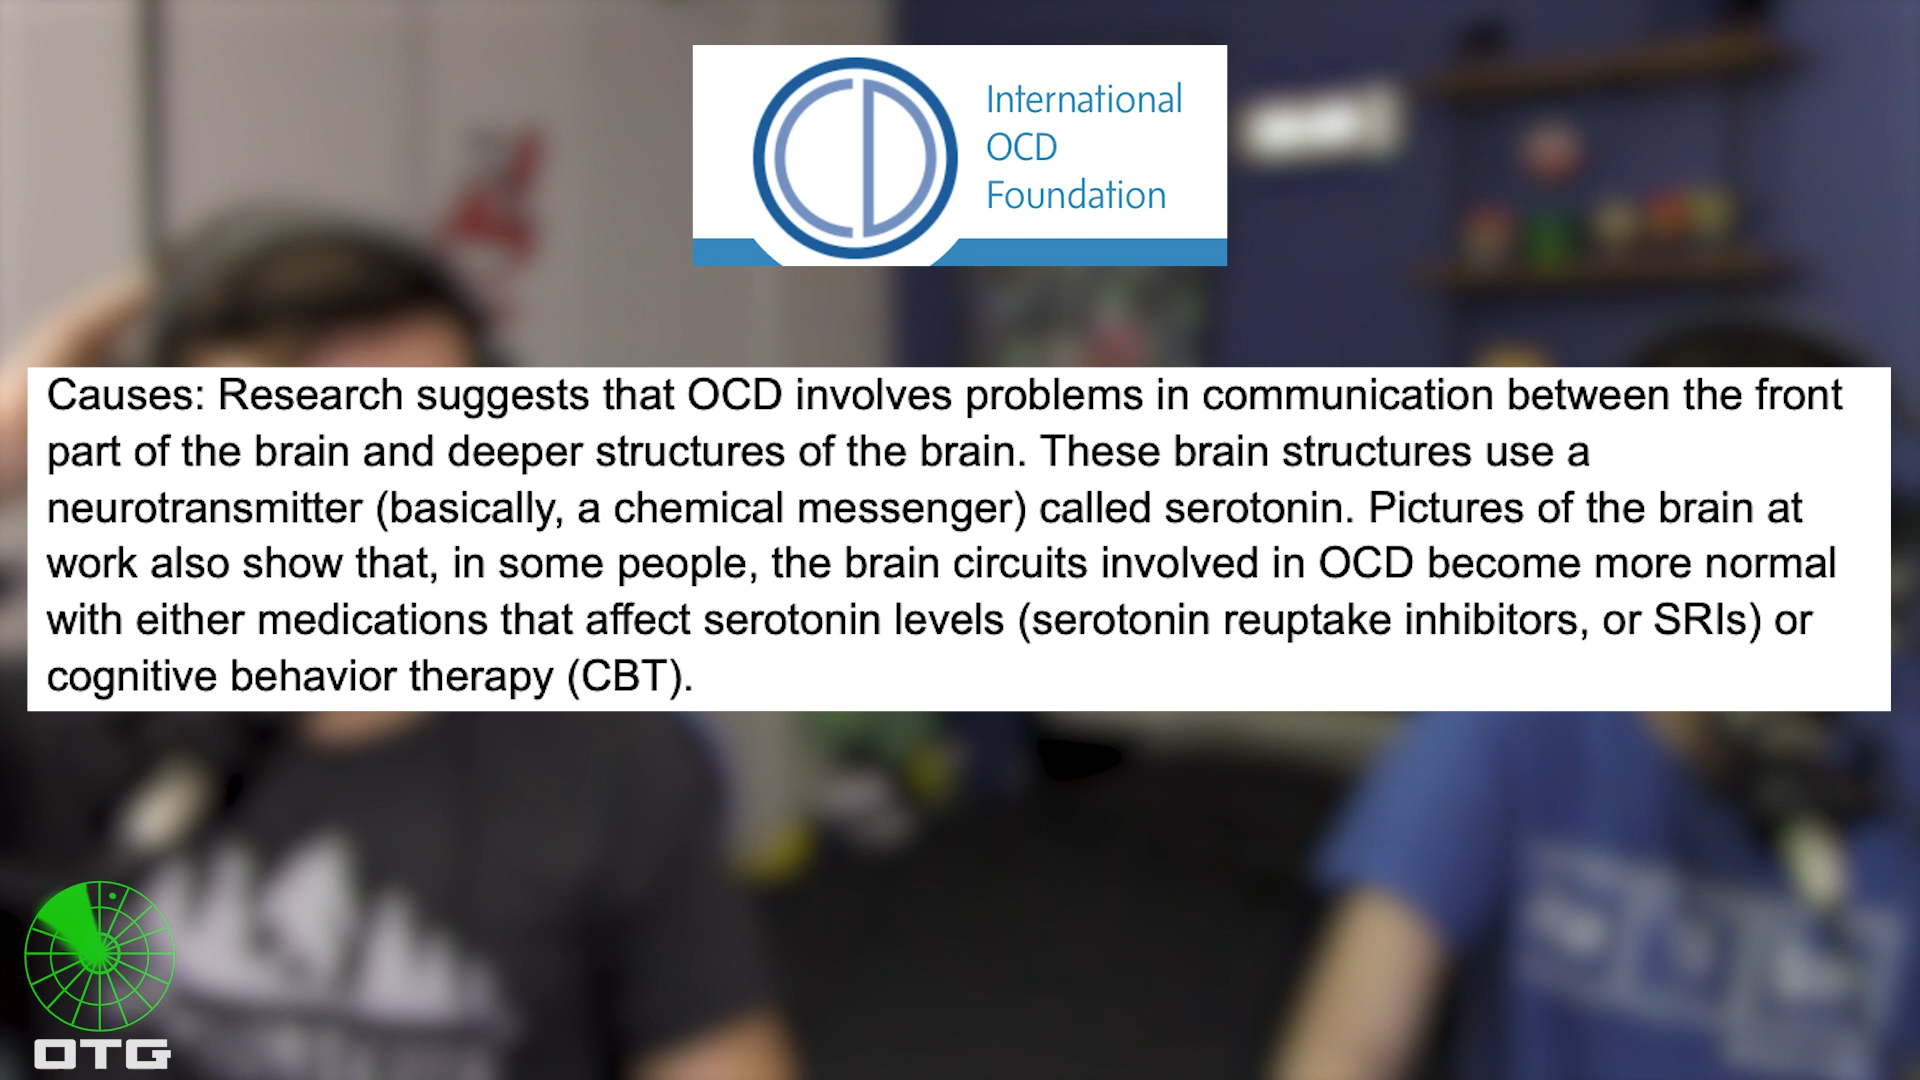 International
OCD
Foundation
Causes: Research suggests that OCD involves problems in communication between the front
part of the brain and deeper structures of the brain. These brain structures use a
neurotransmitter (basically, a chemical messenger) called serotonin. Pictures of the brain at
work also show that, in some people, the brain circuits involved in OCD become more normal
with either medications that affect serotonin levels (serotonin reuptake inhibitors, or SRIs) or
cognitive behavior therapy (CBT).
OTG